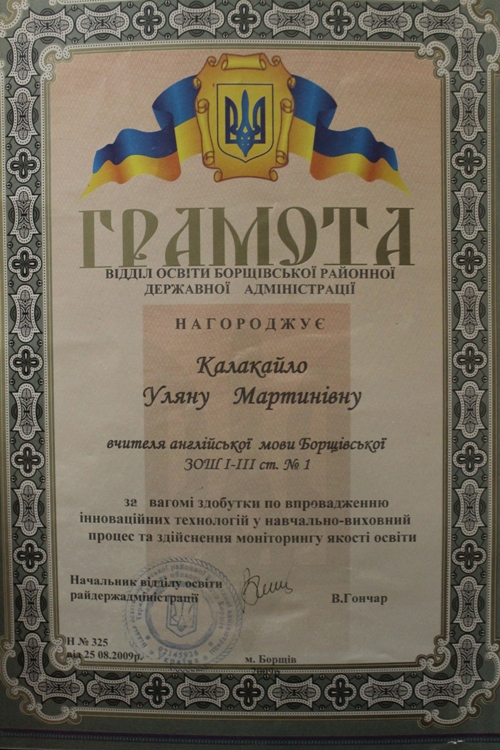 ГРАМОТА
ВІДДІЛ ОСВІТИ БОРЩІВСЬКОЇ РАЙОННОЇ
ДЕРЖАВНОЇ АДМІНІСТРАЦІЇ
НАГОРОДЖУЄ
Калакайло
Уляну Мартинівну
вчителя англійської мови Борщівської
ЗОШ І-ІІІ ст. № 1
за вагомі здобутки по впровадженню
інноваційних технологій у навчально-виховний
процес та здійснення моніторингу якості освіти
Начальник відділу освіти
райдержадміністрації
В.Гончар
Н № 325
від 25 08.2009р.
м. Борщів